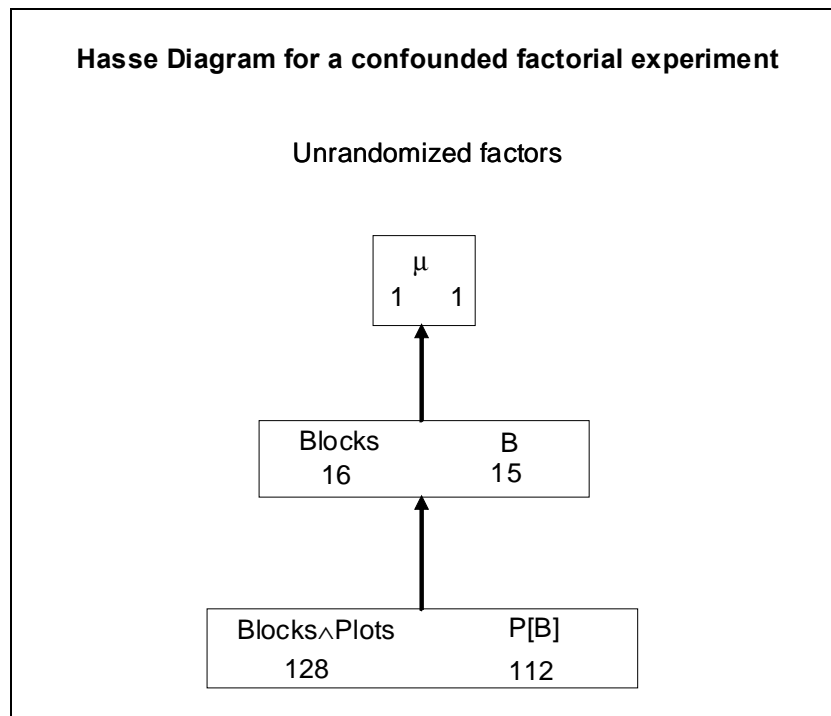 Hasse Diagram for a confounded factorial experiment
Unrandomized factors
μ
1 1
Blocks B
16 15
Blocks∧Plots P[B]
128 112